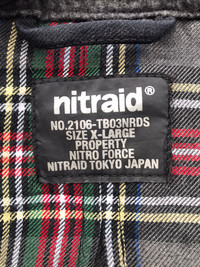 nitraid®
NO.2106-TB03NRDS
SIZE X-LARGE
PROPERTY
NITRO FORCE
NITRAID TOKYO JAPAN